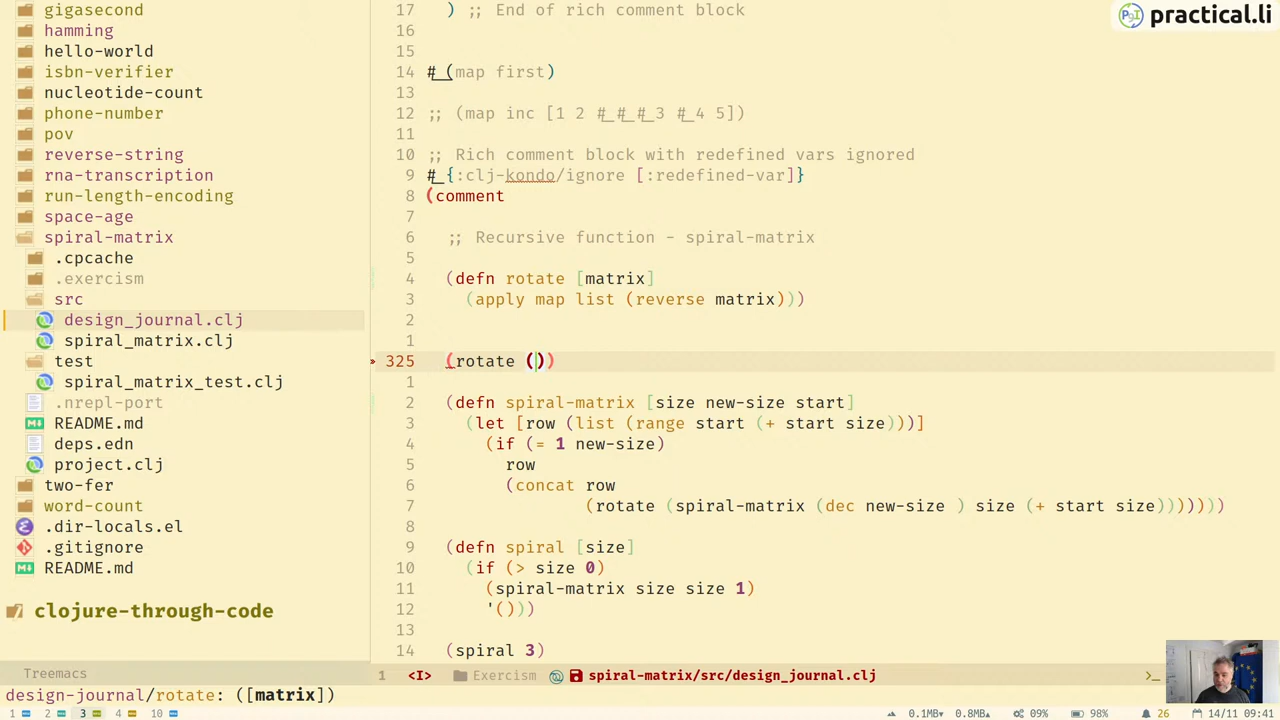 gigasecond
hamming
hello-world
isbn-verifier
nucleotide-count
phone-number
pov
reverse-string
rna-transcription
run-length-encoding
space-age
spiral-matrix
.cpcache
.exercism
src
design_journal.clj
spiral_matrix.clj
test
spiral_matrix_test.clj
.nrepl-port
README.md
deps.edn
project.clj
two-fer
word-count
.dir-locals.el
.gitignore
README.md
clojure-through-code
Treemacs
practical.li
17 ) ;; End of rich comment block
16
15
14 #_(map first)
13
12 ;; (map inc [1 2 #_#_#_3 #_4 5])
11
10 ;; Rich comment block with redefined vars ignored
9 #_{:clj-kondo/ignore [:redefined-var]}
8 (comment
7
6 ;; Recursive function - spiral-matrix
5
4 (defn rotate [matrix]
3 (apply map list (reverse matrix)))
2
1
325 (rotate ())
1
2 (defn spiral-matrix [size new-size start]
3 (let [row (list (range start (+ start size)))]
4 (if (= 1 new-size)
5 row
6 (concat row
7 (rotate (spiral-matrix (dec new-size ) size (+ start size))))))
8
9 (defn spiral [size]
10 (if (> size 0)
11 (spiral-matrix size size 1)
12 '()))
13
14 (spiral 3)
1 <I> Exercism spiral-matrix/src/design_journal.clj
design-journal/rotate: ([matrix])
1 2 3 4 10 0.1MB 0.8MB 09% 98% 26 14/11 09:41